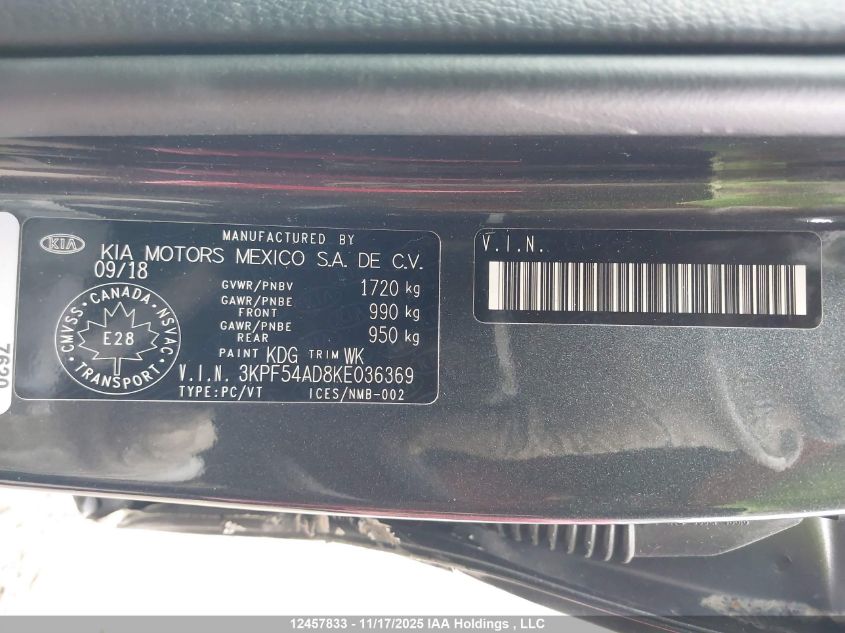 MANUFACTURED BY
KIA KIA MOTORS MEXICO S.A. DE C.V.
09/18
GVWR/PNBV 1720 kg
GAWR/PNBE FRONT 990 kg
GAWR/PNBE REAR 950 kg
CANADA
CMVSS · NSVAC
E28
TRANSPORT
PAINT KDG TRIM WK
V.I.N. 3KPF54AD8KE036369
TYPE:PC/VT ICES/NMB-002
V.I.N.
12457833 - 11/17/2025 IAA Holdings , LLC